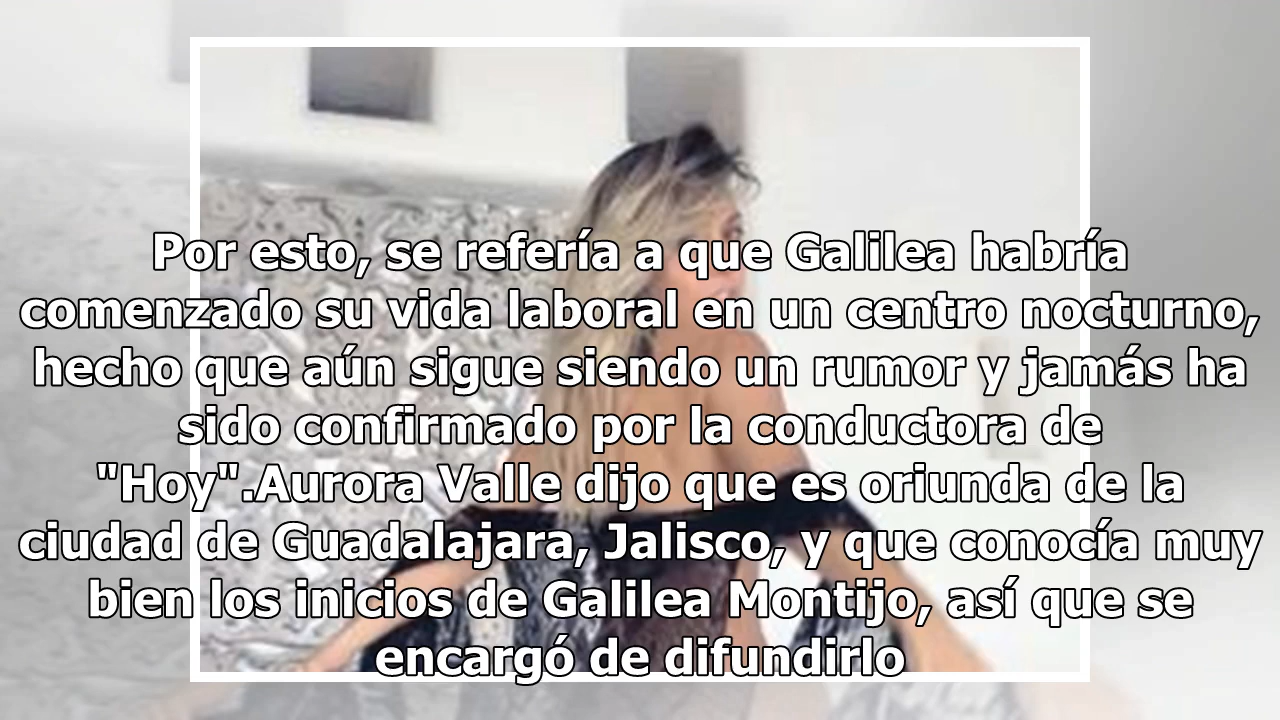 Por esto, se refería a que Galilea habría
comenzado su vida laboral en un centro nocturno,
hecho que aún sigue siendo un rumor y jamás ha
sido confirmado por la conductora de
"Hoy".Aurora Valle dijo que es oriunda de la
ciudad de Guadalajara, Jalisco, y que conocía muy
bien los inicios de Galilea Montijo, así que se
encargó de difundirlo